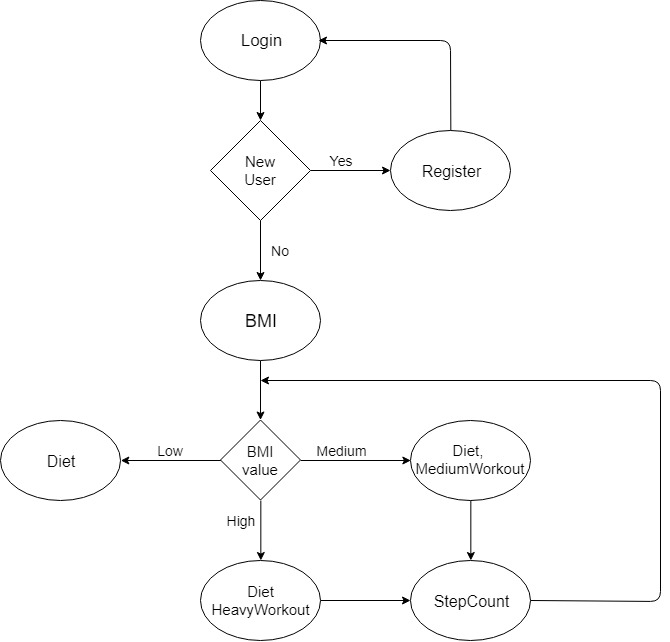 Login
New
User
Yes
Register
No
BMI
Diet
Low
BMI
value
Medium
Diet,
MediumWorkout
High
Diet
HeavyWorkout
StepCount